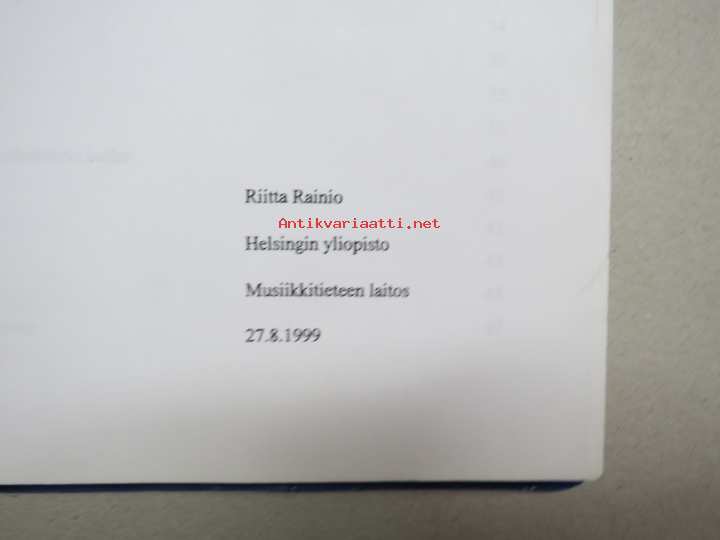 Riitta Rainio
Antikvariaatti.net
Helsingin yliopisto
Musiikkitieteen laitos
27.8.1999